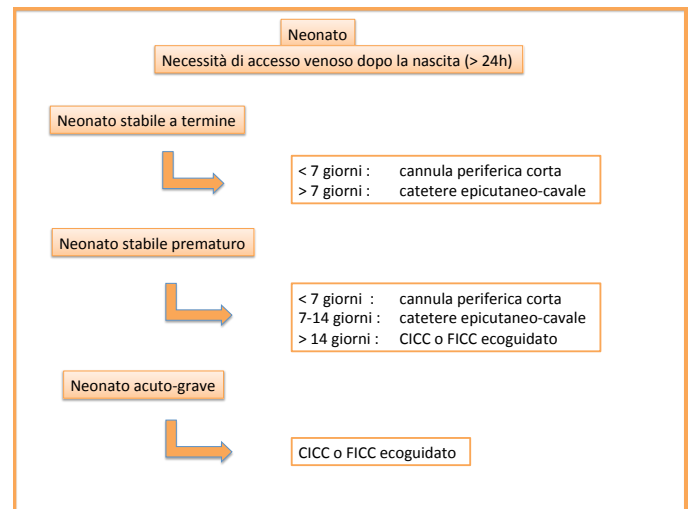 Neonato
Necessità di accesso venoso dopo la nascita (> 24h)
Neonato stabile a termine
< 7 giorni : cannula periferica corta
> 7 giorni : catetere epicutaneo-cavale
Neonato stabile prematuro
< 7 giorni : cannula periferica corta
7-14 giorni : catetere epicutaneo-cavale
> 14 giorni : CICC o FICC ecoguidato
Neonato acuto-grave
CICC o FICC ecoguidato